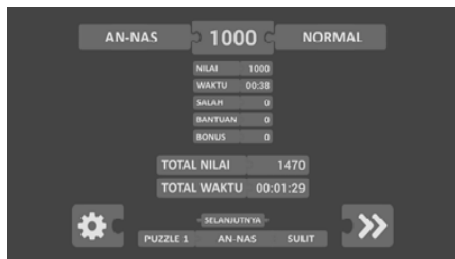 AN-NAS 1000 NORMAL
NILAI 1000
WAKTU 00:38
SALAH 0
BANTUAN 0
BONUS 0
TOTAL NILAI 1470
TOTAL WAKTU 00:01:29
SELANJUTNYA
PUZZLE 1 AN-NAS SULIT